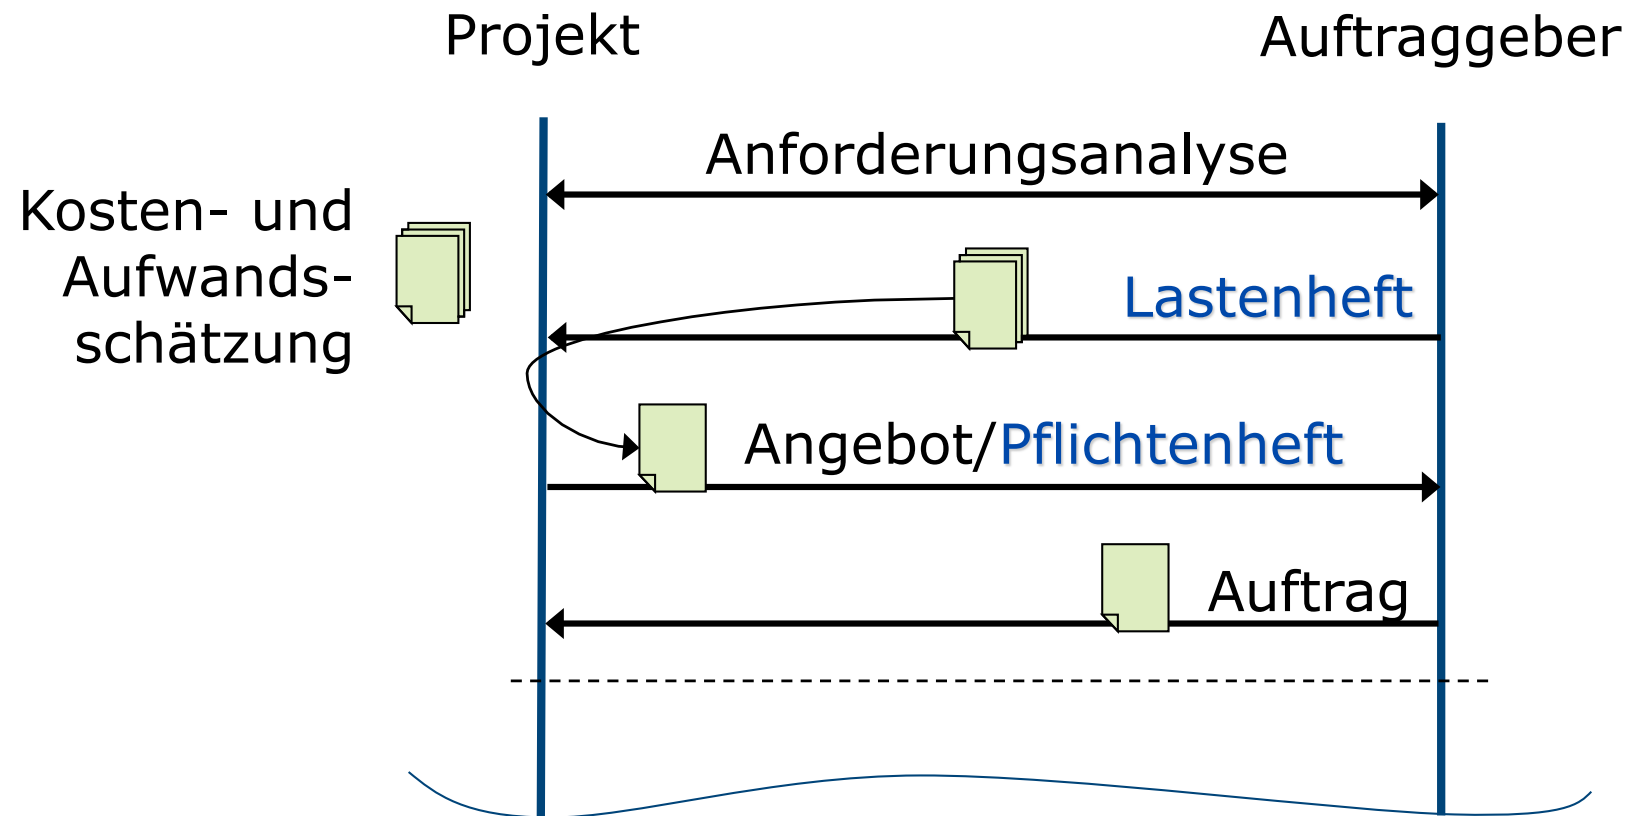 Projekt
Auftraggeber
Anforderungsanalyse
Kosten- und
Aufwands-
schätzung
Lastenheft
Angebot/Pflichtenheft
Auftrag